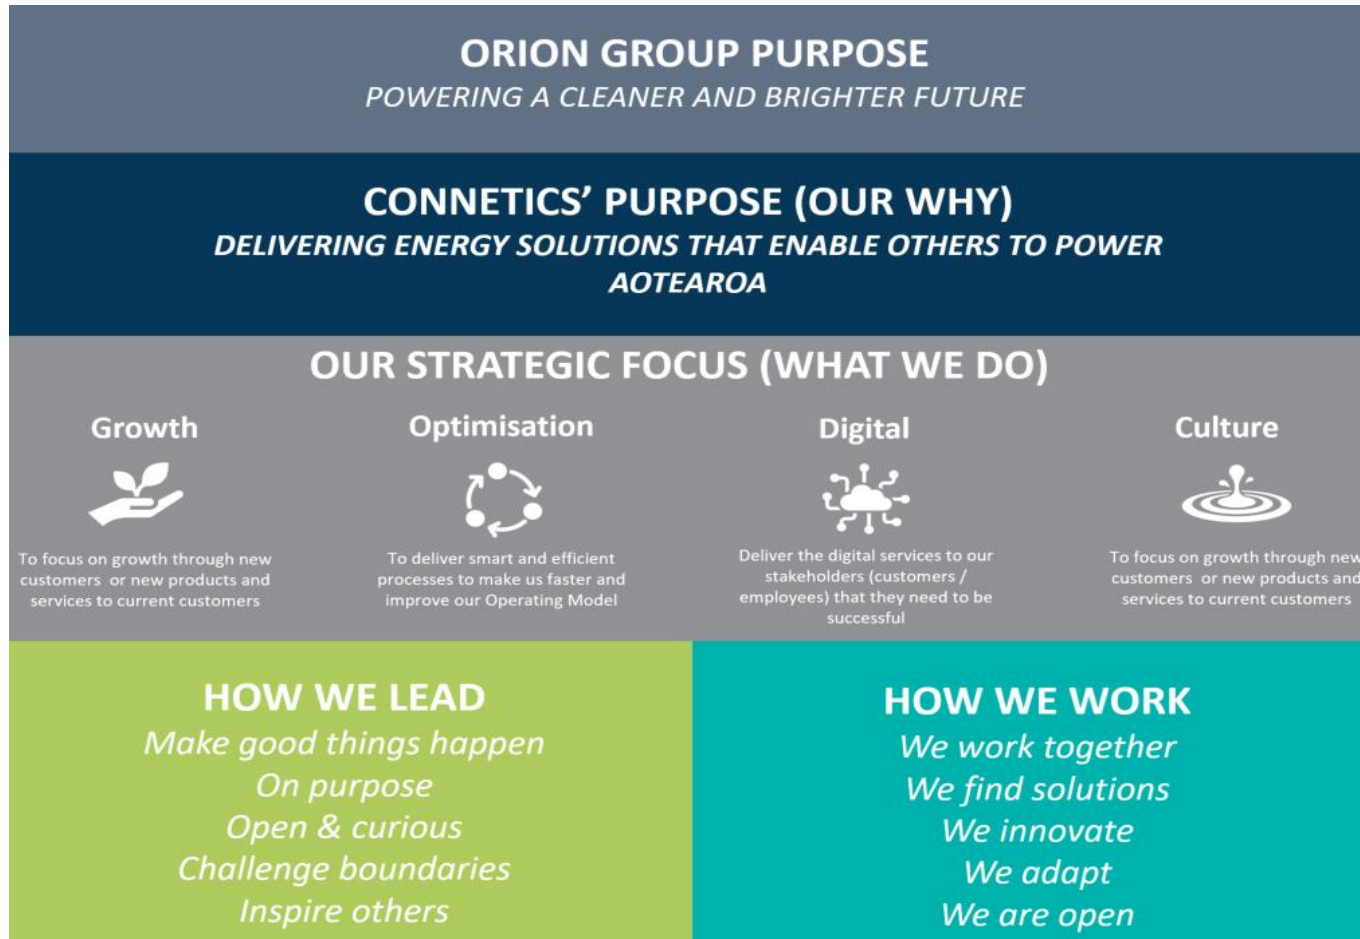 ORION GROUP PURPOSE
POWERING A CLEANER AND BRIGHTER FUTURE
CONNETICS’ PURPOSE (OUR WHY)
DELIVERING ENERGY SOLUTIONS THAT ENABLE OTHERS TO POWER
AOTEAROA
OUR STRATEGIC FOCUS (WHAT WE DO)
Growth
To focus on growth through new
customers or new products and
services to current customers
Optimisation
To deliver smart and efficient
processes to make us faster and
improve our Operating Model
Digital
Deliver the digital services to our
stakeholders (customers /
employees) that they need to be
successful
Culture
To focus on growth through new
customers or new products and
services to current customers
HOW WE LEAD
Make good things happen
On purpose
Open & curious
Challenge boundaries
Inspire others
HOW WE WORK
We work together
We find solutions
We innovate
We adapt
We are open